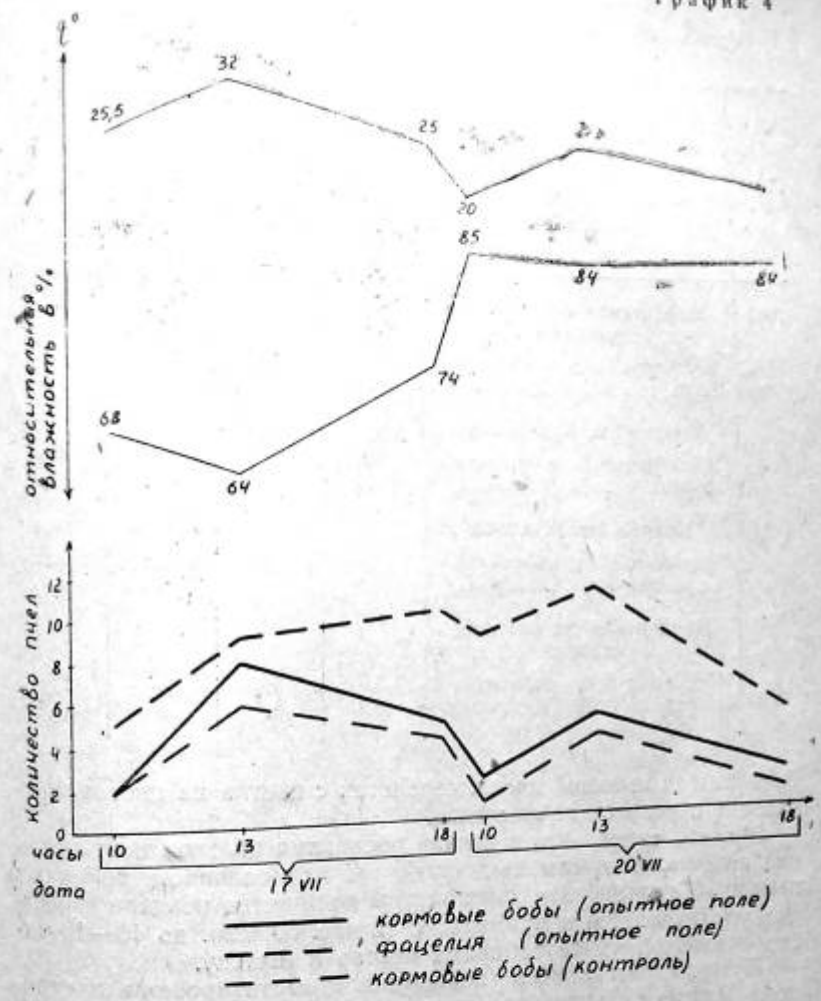 График 4
q°
25,5 32 25 20
85 84 84
68 64 74
относительная
влажность в %
количество пчел
12
10
8
6
4
2
0
часы 10 13 18 10 13 18
дата 17 VII 20 VII
кормовые бобы (опытное поле)
фацелия (опытное поле)
кормовые бобы (контроль)